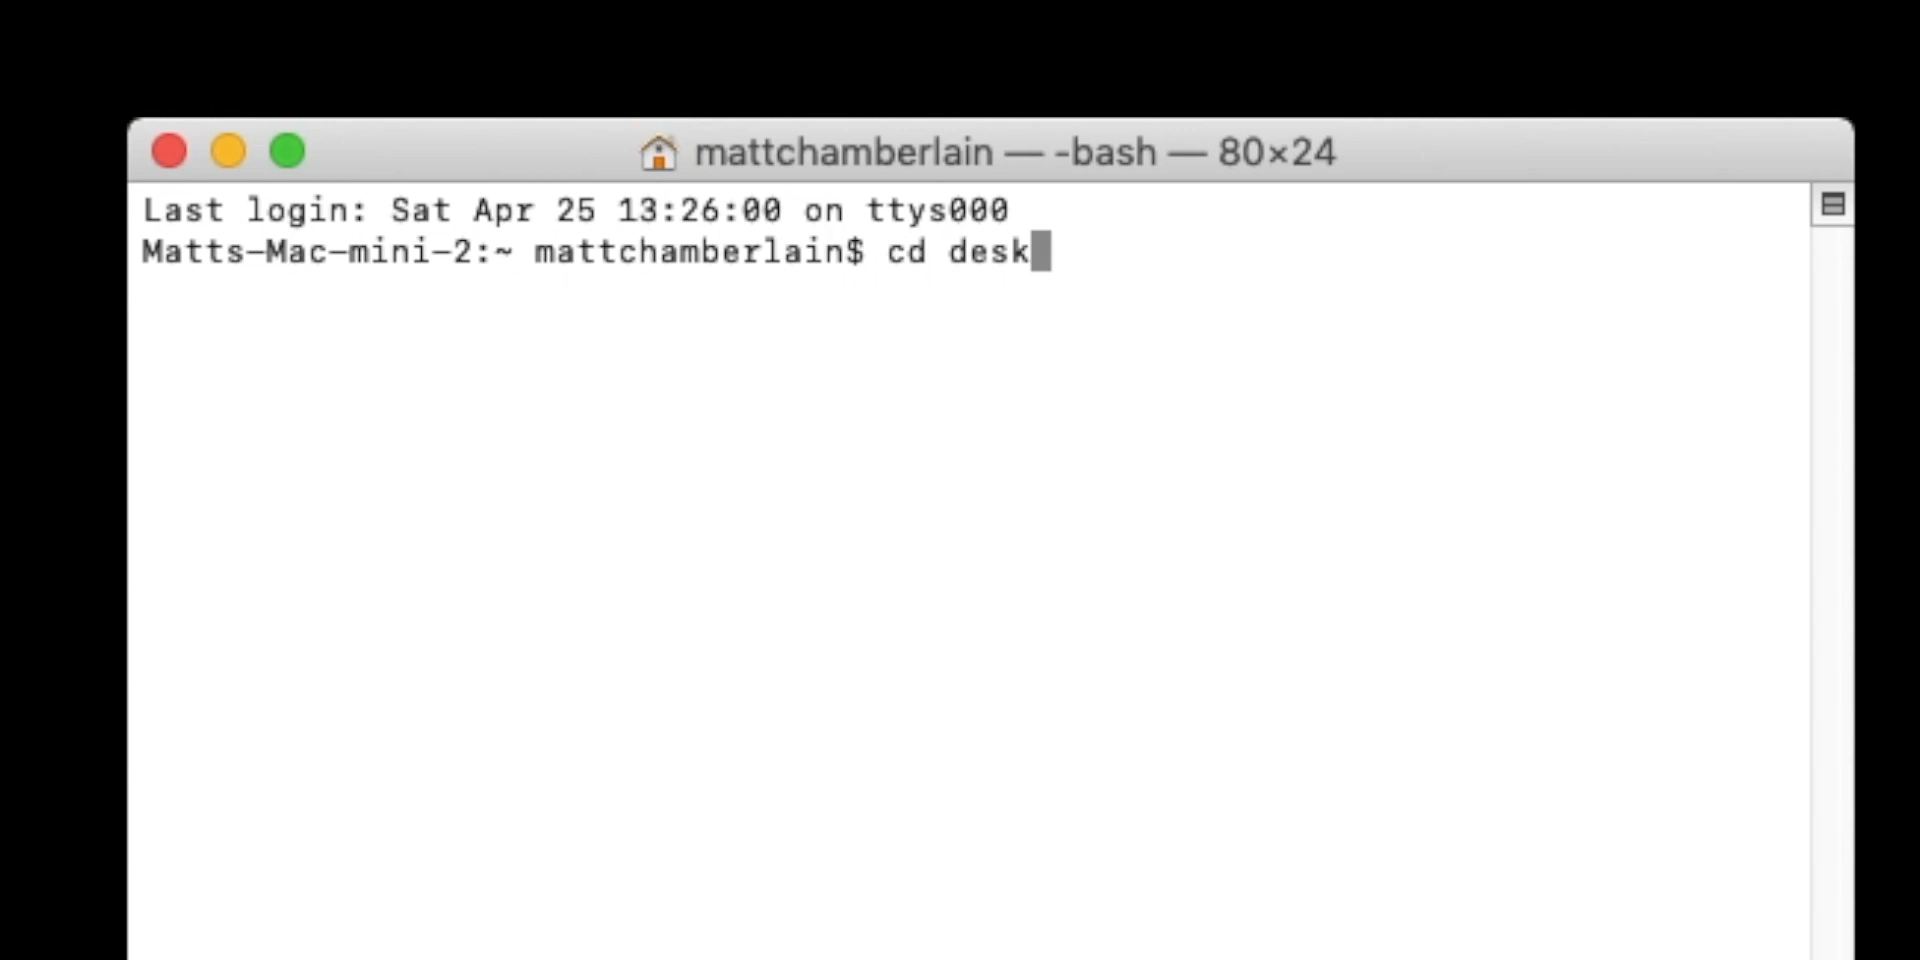 mattchamberlain — -bash — 80×24
Last login: Sat Apr 25 13:26:00 on ttys000
Matts-Mac-mini-2:~ mattchamberlain$ cd desk